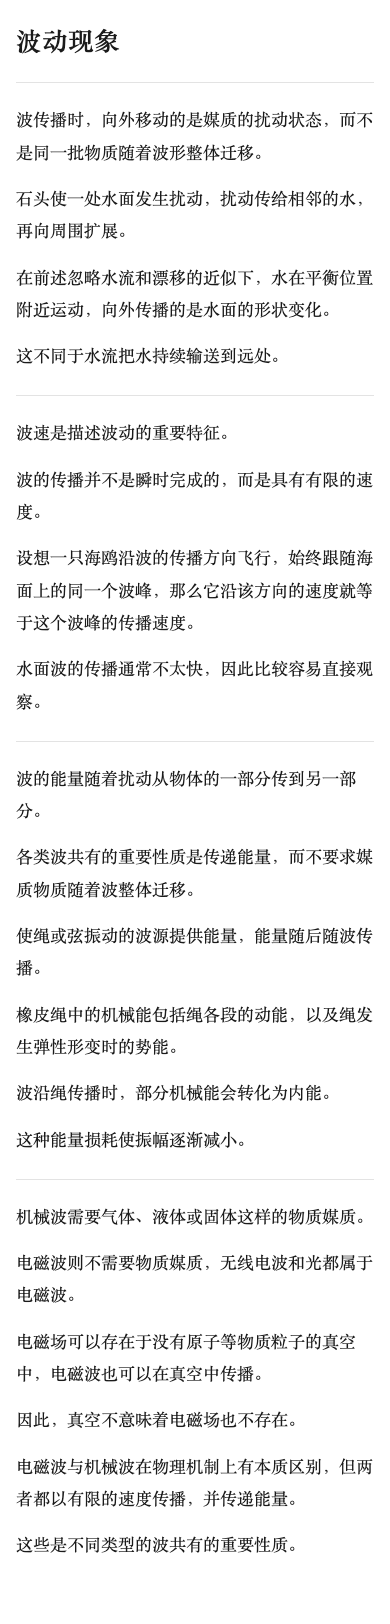 波动现象
波传播时，向外移动的是媒质的扰动状态，而不
是同一批物质随着波形整体迁移。
石头使一处水面发生扰动，扰动传给相邻的水，
再向周围扩展。
在前述忽略水流和漂移的近似下，水在平衡位置
附近运动，向外传播的是水面的形状变化。
这不同于水流把水持续输送到远处。
波速是描述波动的重要特征。
波的传播并不是瞬时完成的，而是具有有限的速
度。
设想一只海鸥沿波的传播方向飞行，始终跟随海
面上的同一个波峰，那么它沿该方向的速度就等
于这个波峰的传播速度。
水面波的传播通常不太快，因此比较容易直接观
察。
波的能量随着扰动从物体的一部分传到另一部
分。
各类波共有的重要性质是传递能量，而不要求媒
质物质随着波整体迁移。
使绳或弦振动的波源提供能量，能量随后随波传
播。
橡皮绳中的机械能包括绳各段的动能，以及绳发
生弹性形变时的势能。
波沿绳传播时，部分机械能会转化为内能。
这种能量损耗使振幅逐渐减小。
机械波需要气体、液体或固体这样的物质媒质。
电磁波则不需要物质媒质，无线电波和光都属于
电磁波。
电磁场可以存在于没有原子等物质粒子的真空
中，电磁波也可以在真空中传播。
因此，真空不意味着电磁场也不存在。
电磁波与机械波在物理机制上有本质区别，但两
者都以有限的速度传播，并传递能量。
这些是不同类型的波共有的重要性质。